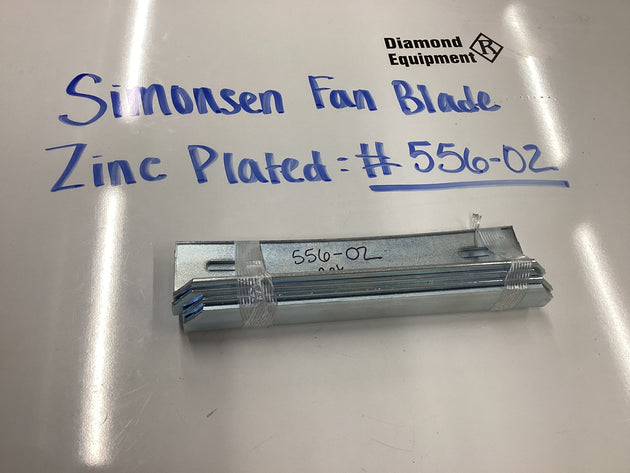 Diamond
Equipment R
Simonsen Fan Blade
Zinc Plated: # 556-02
556-02